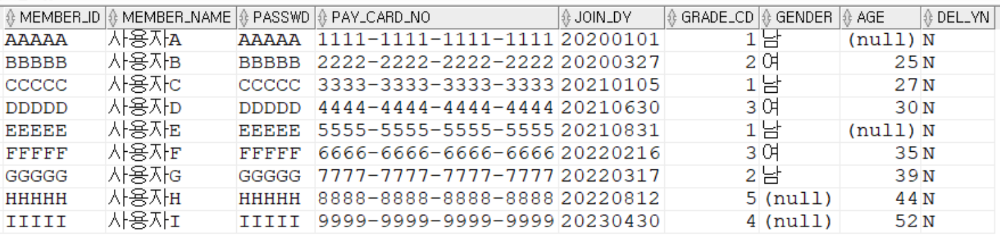 MEMBER_ID MEMBER_NAME PASSWD PAY_CARD_NO JOIN_DY GRADE_CD GENDER AGE DEL_YN
AAAAA 사용자A AAAAA 1111-1111-1111-1111 20200101 1 남 (null) N
BBBBB 사용자B BBBBB 2222-2222-2222-2222 20200327 2 여 25 N
CCCCC 사용자C CCCCC 3333-3333-3333-3333 20210105 1 남 27 N
DDDDD 사용자D DDDDD 4444-4444-4444-4444 20210630 3 여 30 N
EEEEE 사용자E EEEEE 5555-5555-5555-5555 20210831 1 남 (null) N
FFFFF 사용자F FFFFF 6666-6666-6666-6666 20220216 3 여 35 N
GGGGG 사용자G GGGGG 7777-7777-7777-7777 20220317 2 남 39 N
HHHHH 사용자H HHHHH 8888-8888-8888-8888 20220812 5 (null) 44 N
IIIII 사용자I IIIII 9999-9999-9999-9999 20230430 4 (null) 52 N